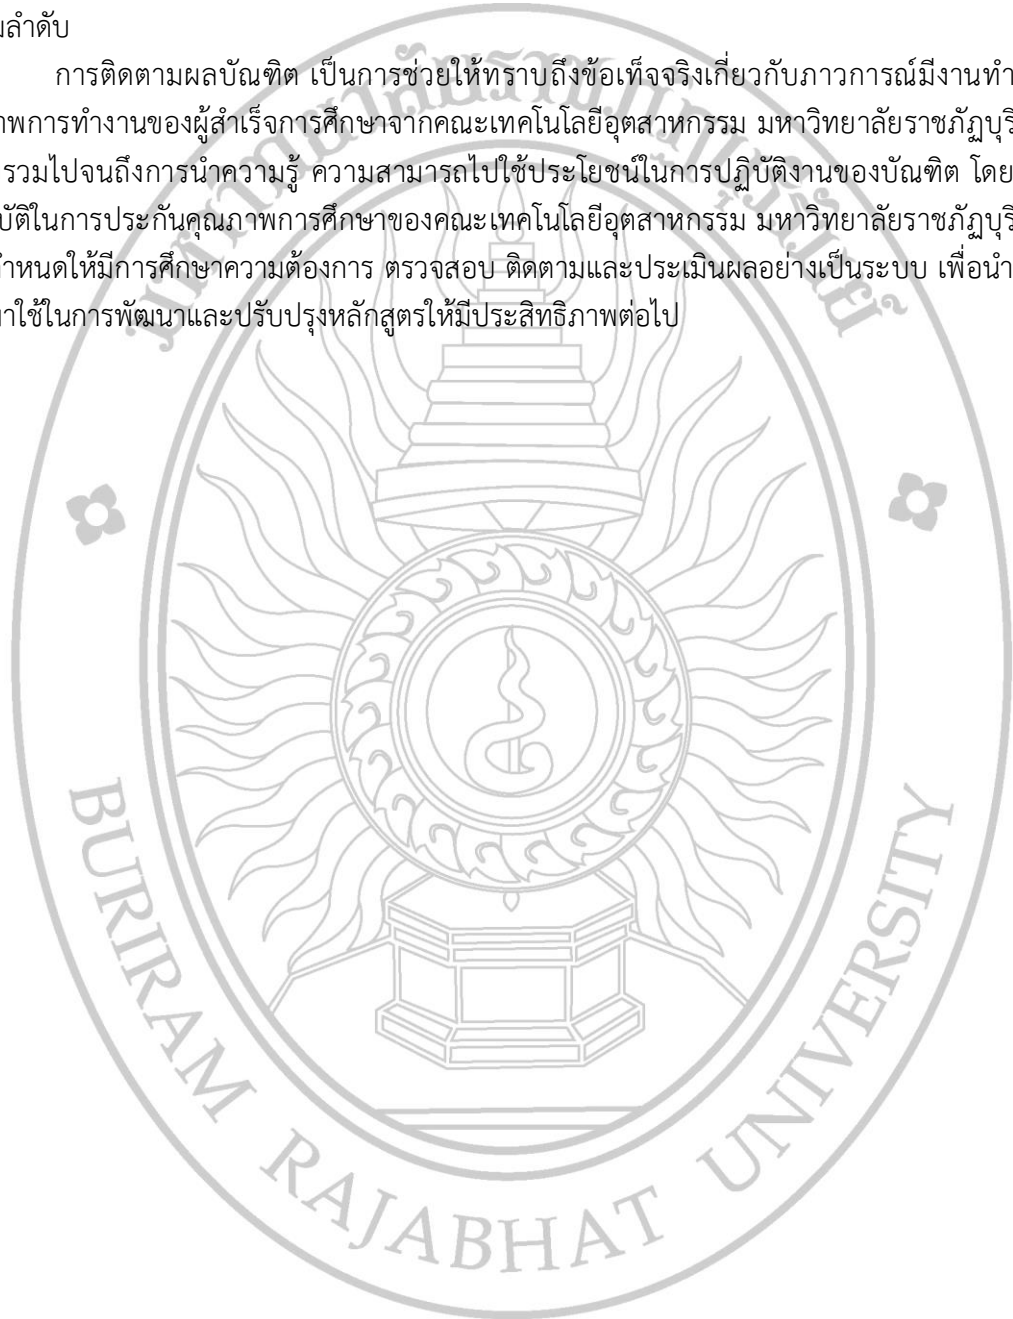 มลำดับ
การติดตามผลบัณฑิต เป็นการช่วยให้ทราบถึงข้อเท็จจริงเกี่ยวกับภาวการณ์มีงานทำ
าพการทำงานของผู้สำเร็จการศึกษาจากคณะเทคโนโลยีอุตสาหกรรม มหาวิทยาลัยราชภัฏบุรี
รวมไปจนถึงการนำความรู้ ความสามารถไปใช้ประโยชน์ในการปฏิบัติงานของบัณฑิต โดย
บัติในการประกันคุณภาพการศึกษาของคณะเทคโนโลยีอุตสาหกรรม มหาวิทยาลัยราชภัฏบุรี
ำหนดให้มีการศึกษาความต้องการ ตรวจสอบ ติดตามและประเมินผลอย่างเป็นระบบ เพื่อนำ
าใช้ในการพัฒนาและปรับปรุงหลักสูตรให้มีประสิทธิภาพต่อไป
มหาวิทยาลัยราชภัฏบุรีรัมย์
BURIRAM RAJABHAT UNIVERSITY